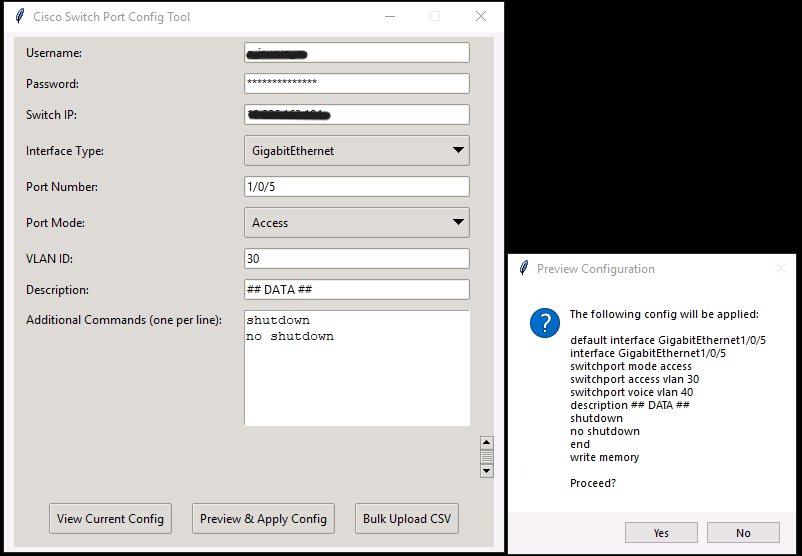 Cisco Switch Port Config Tool
Username:
Password: **************
Switch IP:
Interface Type: GigabitEthernet
Port Number: 1/0/5
Port Mode: Access
VLAN ID: 30
Description: ## DATA ##
Additional Commands (one per line): shutdown
no shutdown
View Current Config Preview & Apply Config Bulk Upload CSV
Preview Configuration
The following config will be applied:
default interface GigabitEthernet1/0/5
interface GigabitEthernet1/0/5
switchport mode access
switchport access vlan 30
switchport voice vlan 40
description ## DATA ##
shutdown
no shutdown
end
write memory
Proceed?
Yes No